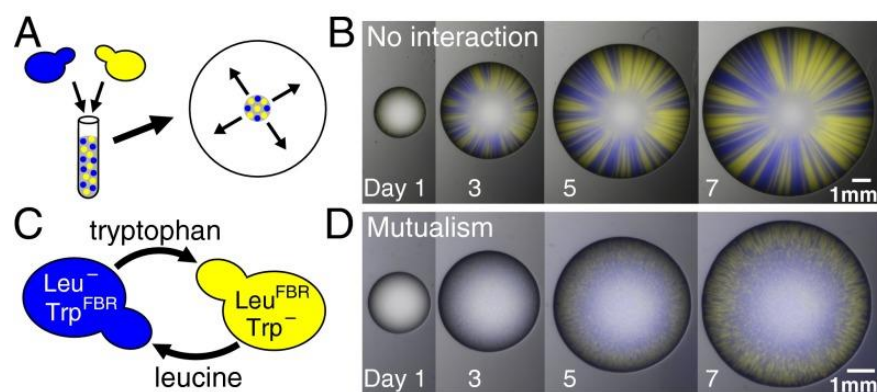 A
B No interaction
Day 1 3 5 7 1mm
C
tryptophan
Leu⁻
Trp^FBR
Leu^FBR
Trp⁻
leucine
D Mutualism
Day 1 3 5 7 1mm